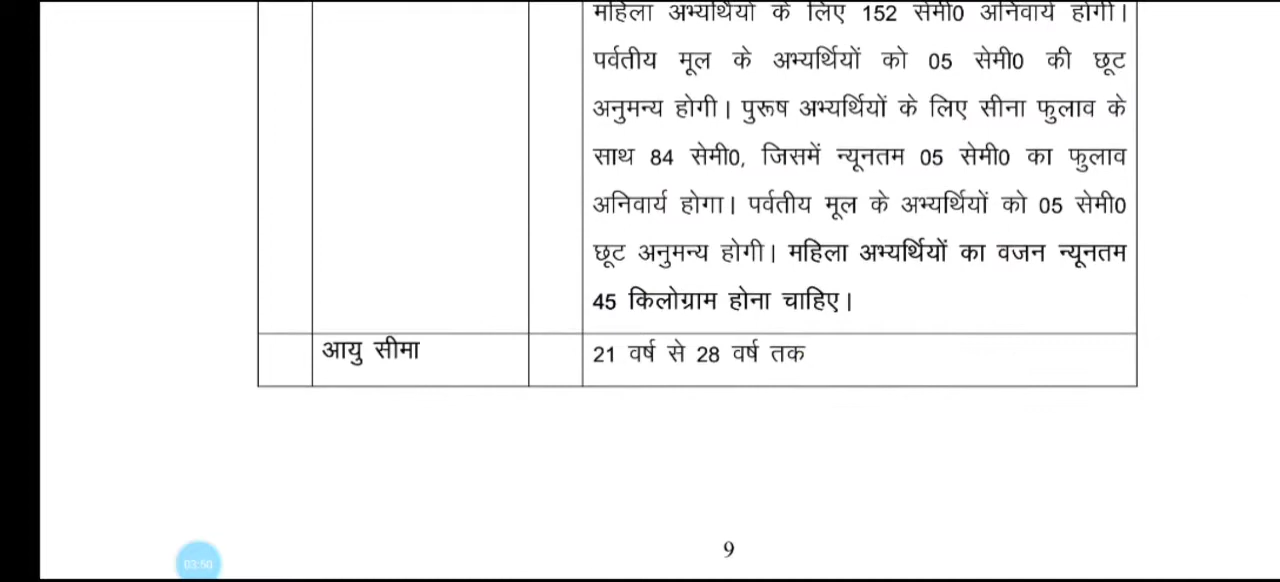 महिला अभ्यर्थियों के लिए 152 सेमी0 अनिवार्य होगी।
पर्वतीय मूल के अभ्यर्थियों को 05 सेमी0 की छूट
अनुमन्य होगी। पुरूष अभ्यर्थियों के लिए सीना फुलाव के
साथ 84 सेमी0, जिसमें न्यूनतम 05 सेमी0 का फुलाव
अनिवार्य होगा। पर्वतीय मूल के अभ्यर्थियों को 05 सेमी0
छूट अनुमन्य होगी। महिला अभ्यर्थियों का वजन न्यूनतम
45 किलोग्राम होना चाहिए।
आयु सीमा 21 वर्ष से 28 वर्ष तक
9
03:50